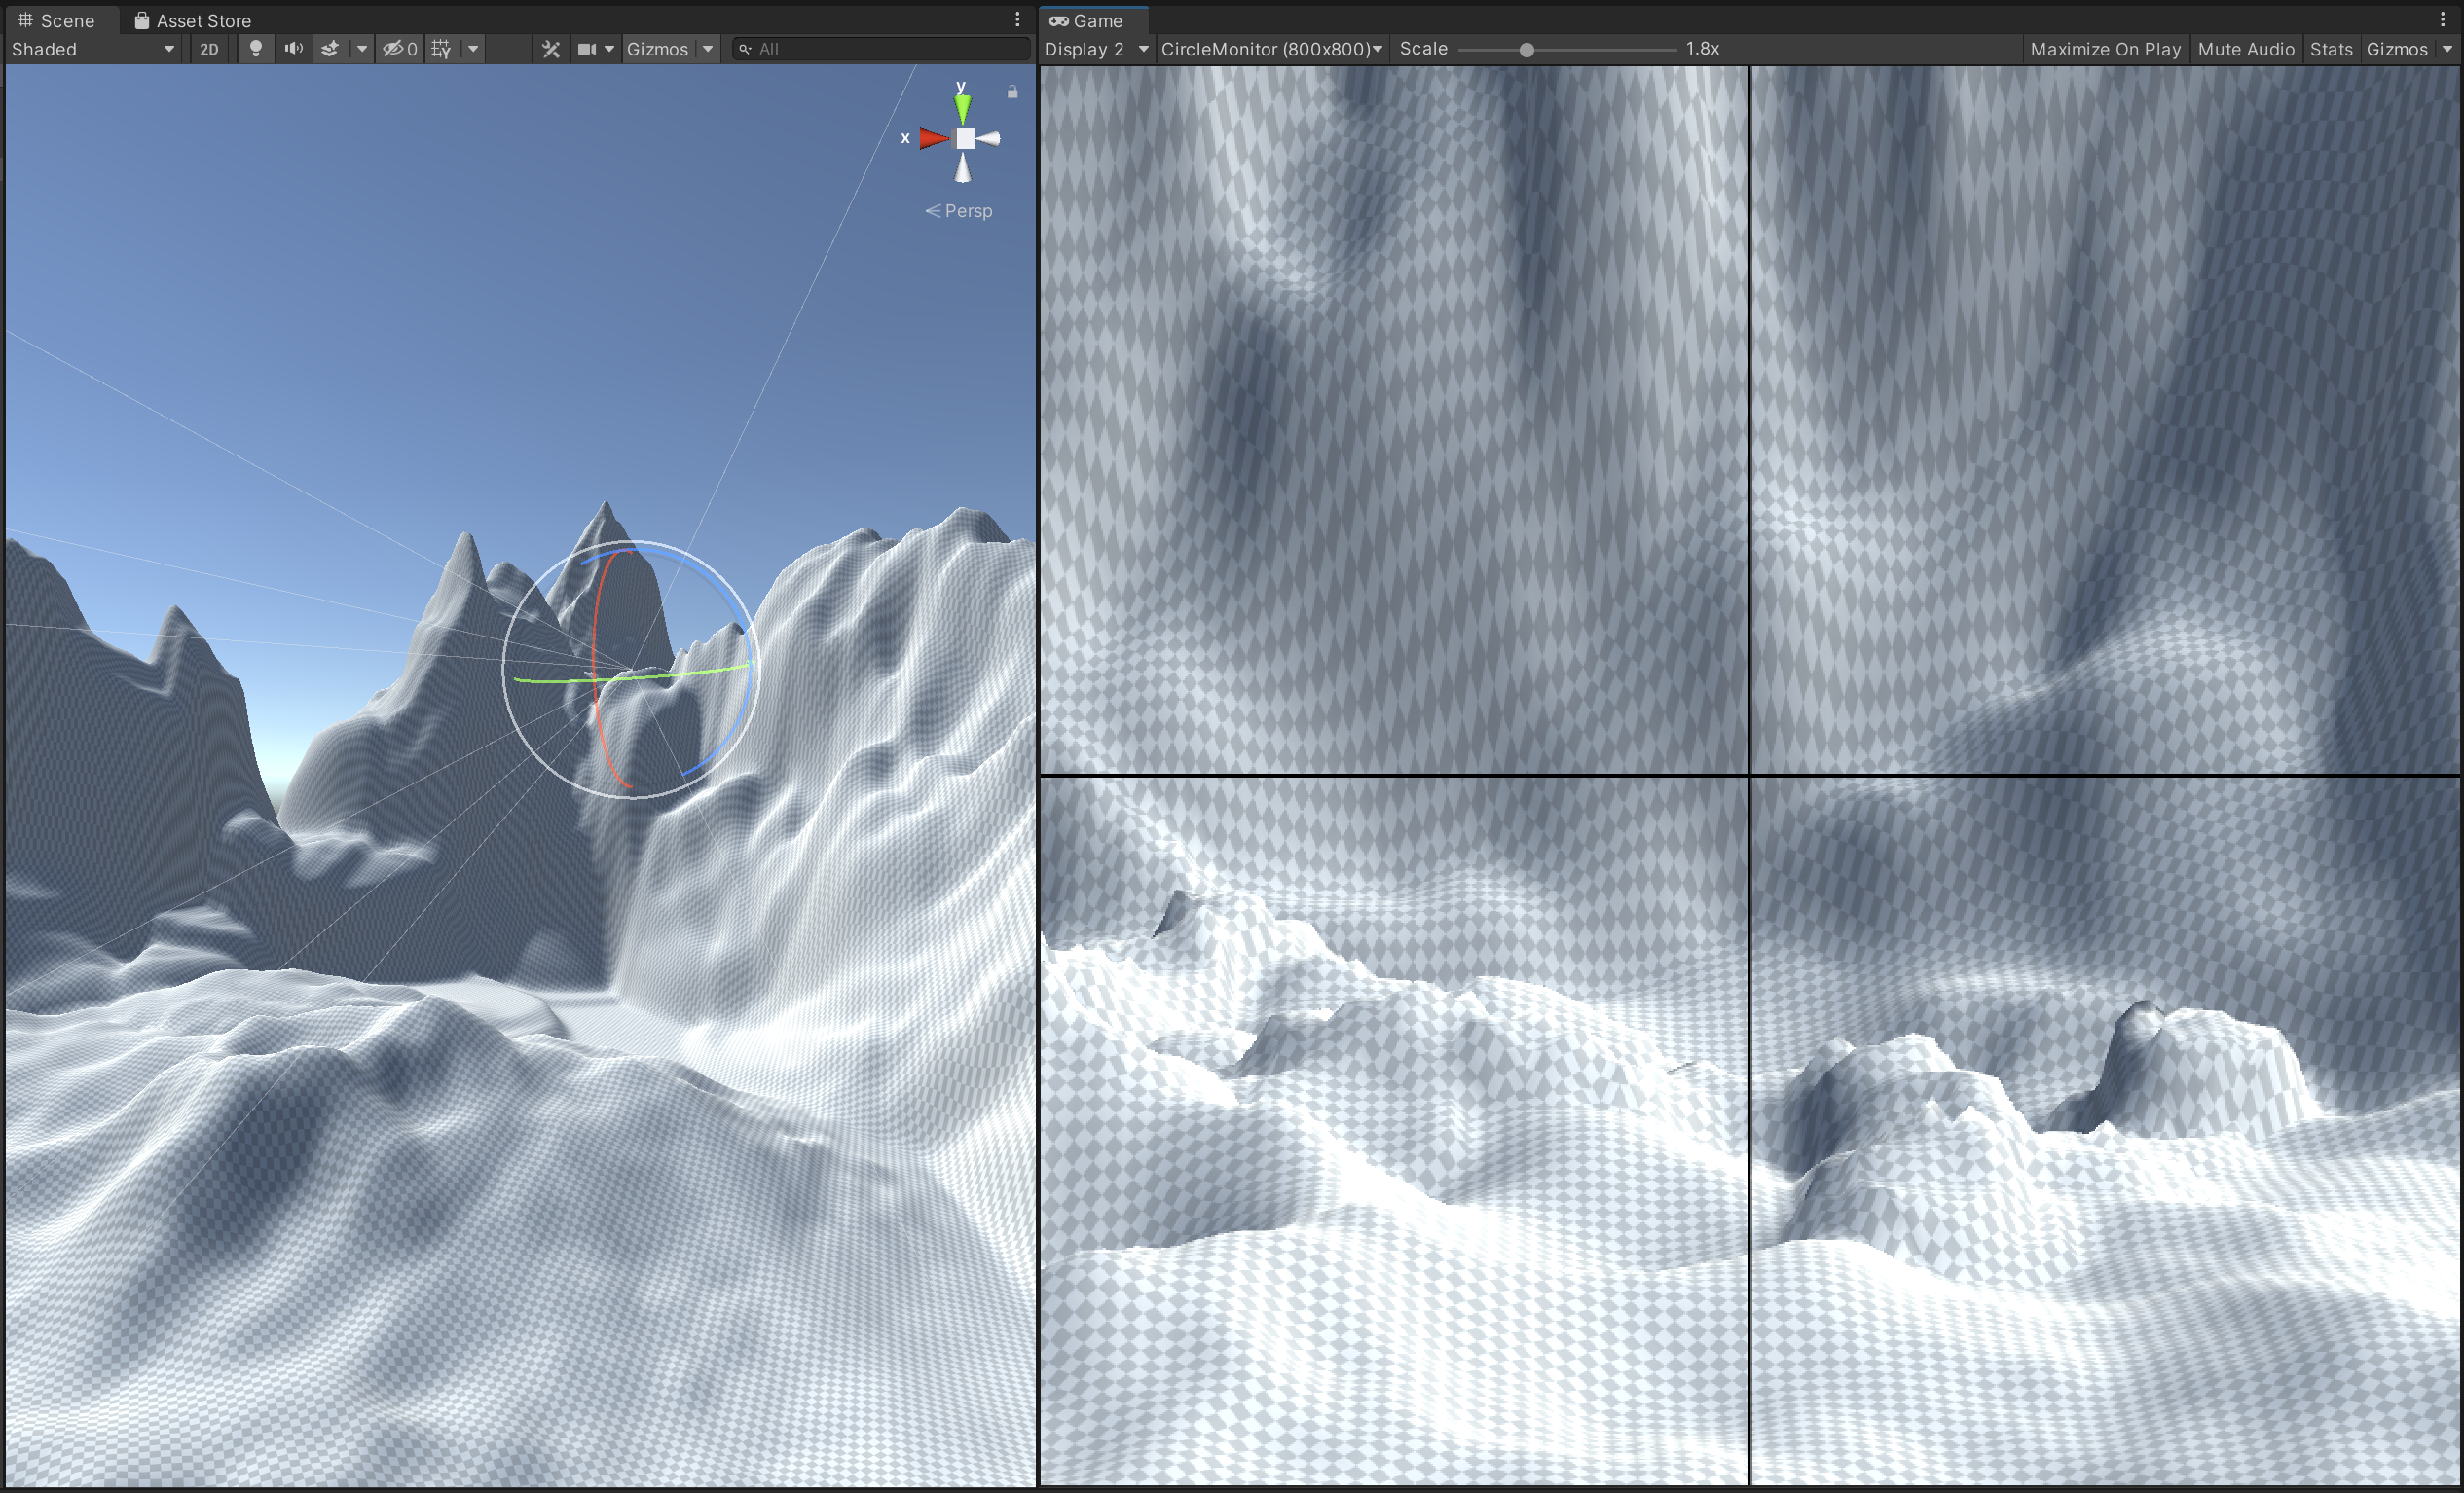 Scene Asset Store
Shaded 2D 0 Gizmos All
y
x
Persp
Game
Display 2 CircleMonitor (800x800) Scale 1.8x Maximize On Play Mute Audio Stats Gizmos